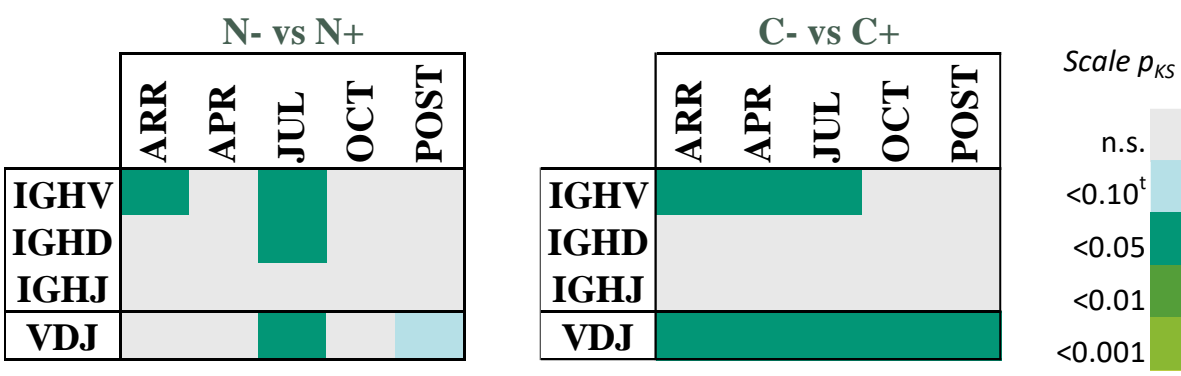 N- vs N+
ARR APR JUL OCT POST
IGHV
IGHD
IGHJ
VDJ
C- vs C+
ARR APR JUL OCT POST
IGHV
IGHD
IGHJ
VDJ
Scale pKS
n.s.
<0.10t
<0.05
<0.01
<0.001